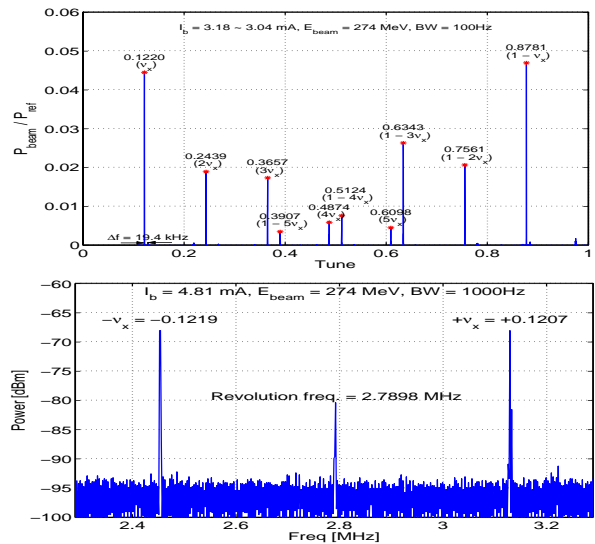 I_b = 3.18 ~ 3.04 mA, E_beam = 274 MeV, BW = 100Hz
0.06
0.05
0.04
0.03
0.02
0.01
0
P_beam / P_ref
0.1220
(ν_x)
0.2439
(2ν_x)
0.3657
(3ν_x)
0.3907
(1 − 5ν_x)
0.4874
(4ν_x)
0.5124
(1 − 4ν_x)
0.6098
(5ν_x)
0.6343
(1 − 3ν_x)
0.7561
(1 − 2ν_x)
0.8781
(1 − ν_x)
Δf = 19.4 kHz
0 0.2 0.4 0.6 0.8 1
Tune
I_b = 4.81 mA, E_beam = 274 MeV, BW = 1000Hz
−60
−65
−70
−75
−80
−85
−90
−95
−100
Power [dBm]
−ν_x = −0.1219
+ν_x = +0.1207
Revolution freq. = 2.7898 MHz
2.4 2.6 2.8 3 3.2
Freq [MHz]